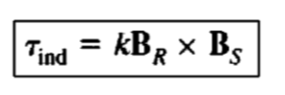 τind = kBR × BS